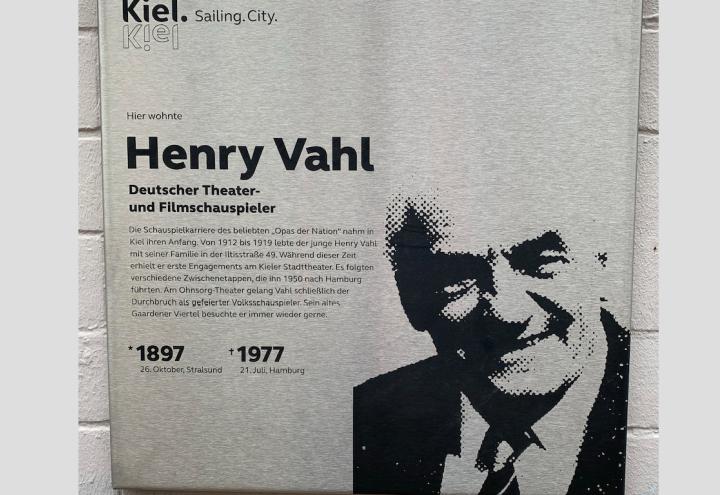 Kiel. Sailing.City.
Kiel
Hier wohnte
Henry Vahl
Deutscher Theater-
und Filmschauspieler
Die Schauspielkarriere des beliebten „Opas der Nation“ nahm in
Kiel ihren Anfang. Von 1912 bis 1919 lebte der junge Henry Vahl
mit seiner Familie in der Iltisstraße 49. Während dieser Zeit
erhielt er erste Engagements am Kieler Stadttheater. Es folgten
verschiedene Zwischenetappen, die ihn 1950 nach Hamburg
führten. Am Ohnsorg-Theater gelang Vahl schließlich der
Durchbruch als gefeierter Volksschauspieler. Sein altes
Gaardener Viertel besuchte er immer wieder gerne.
* 1897 † 1977
26. Oktober, Stralsund 21. Juli, Hamburg